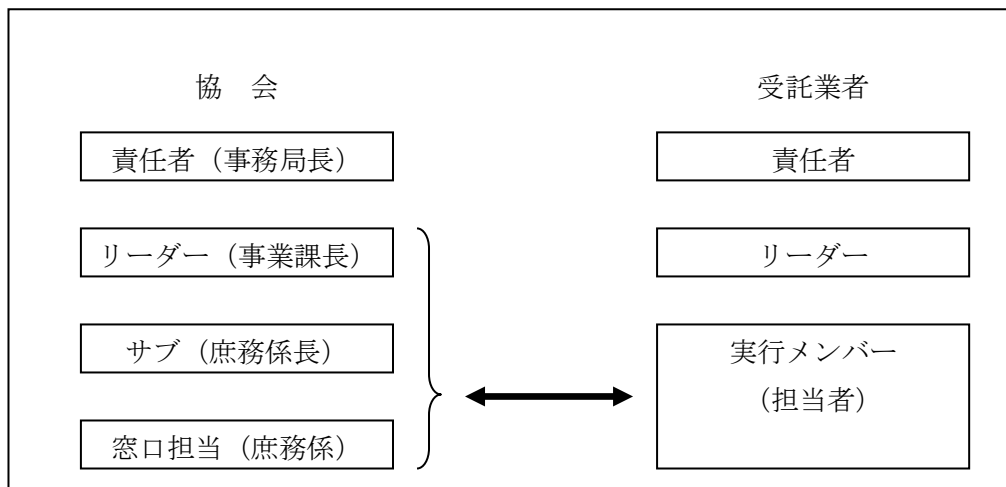 協　会
責任者（事務局長）
リーダー（事業課長）
サブ（庶務係長）
窓口担当（庶務係）
受託業者
責任者
リーダー
実行メンバー
（担当者）